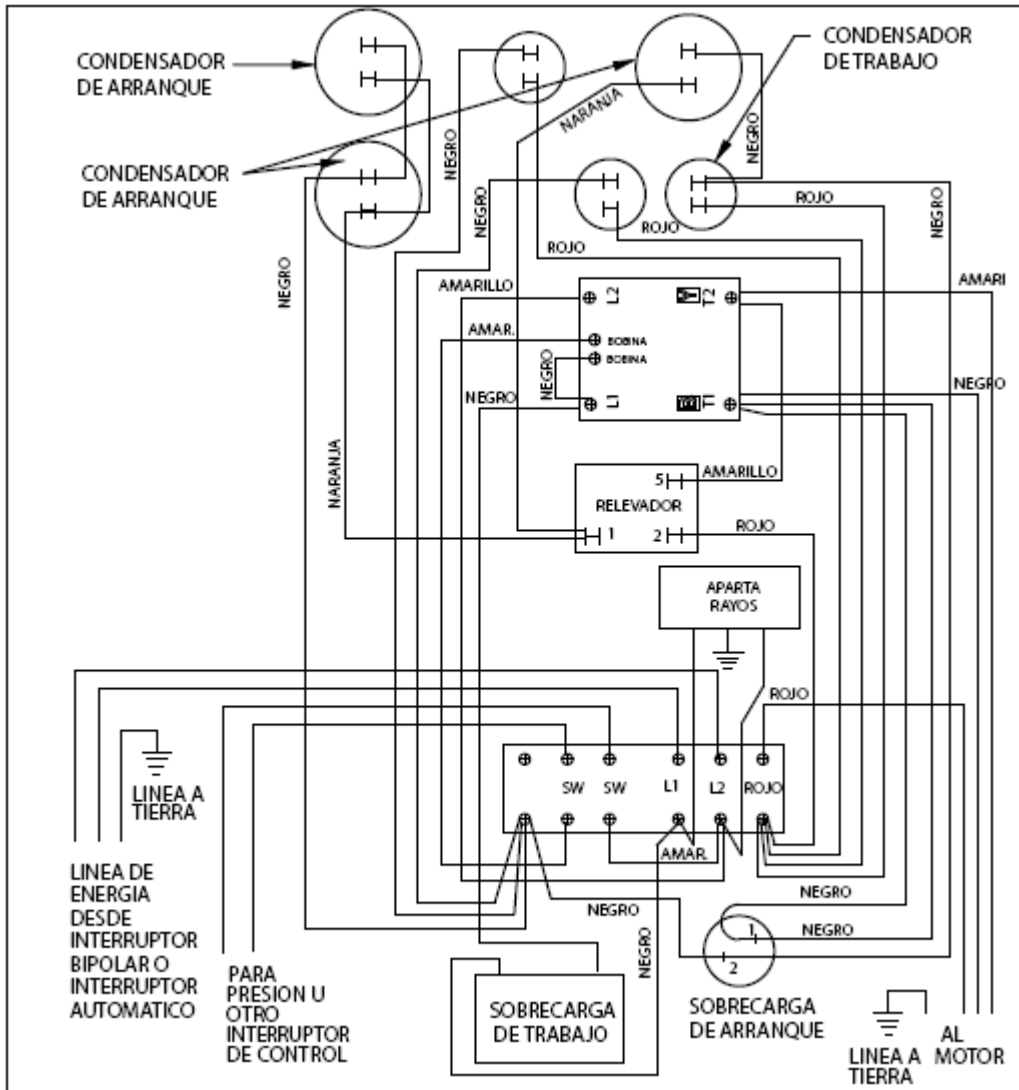 CONDENSADOR
DE ARRANQUE
CONDENSADOR
DE TRABAJO
CONDENSADOR
DE ARRANQUE
NARANJA
NEGRO
NEGRO
NEGRO
NEGRO
NEGRO
ROJO
ROJO
ROJO
AMARILLO
L2
T2
AMARI
AMAR.
BOBINA
BOBINA
NEGRO
NEGRO
L1
T1
NEGRO
NARANJA
5
AMARILLO
RELEVADOR
1
2
ROJO
APARTA
RAYOS
ROJO
SW
SW
L1
L2
ROJO
LINEA A
TIERRA
AMAR.
LINEA DE
ENERGIA
DESDE
INTERRUPTOR
BIPOLAR O
INTERRUPTOR
AUTOMATICO
PARA
PRESION U
OTRO
INTERRUPTOR
DE CONTROL
NEGRO
NEGRO
NEGRO
NEGRO
1
2
SOBRECARGA
DE TRABAJO
SOBRECARGA
DE ARRANQUE
LINEA A
TIERRA
AL
MOTOR